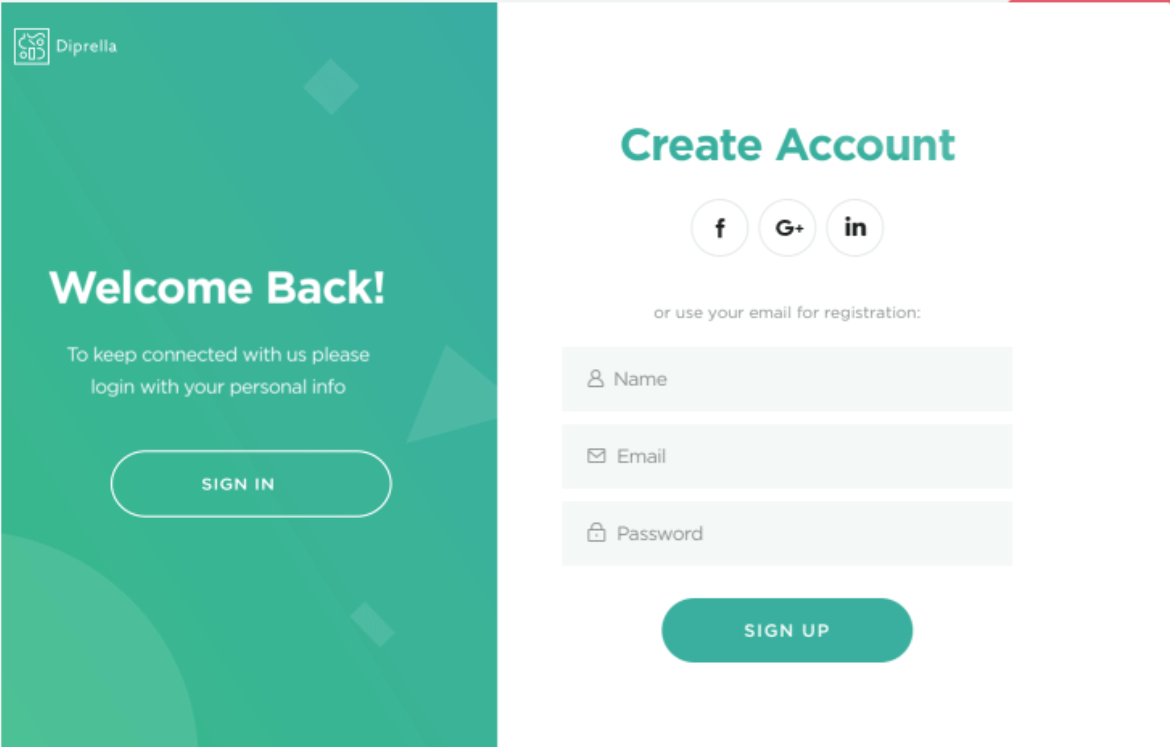 Diprella
Welcome Back!
To keep connected with us please
login with your personal info
SIGN IN
Create Account
f
G+
in
or use your email for registration:
Name
Email
Password
SIGN UP